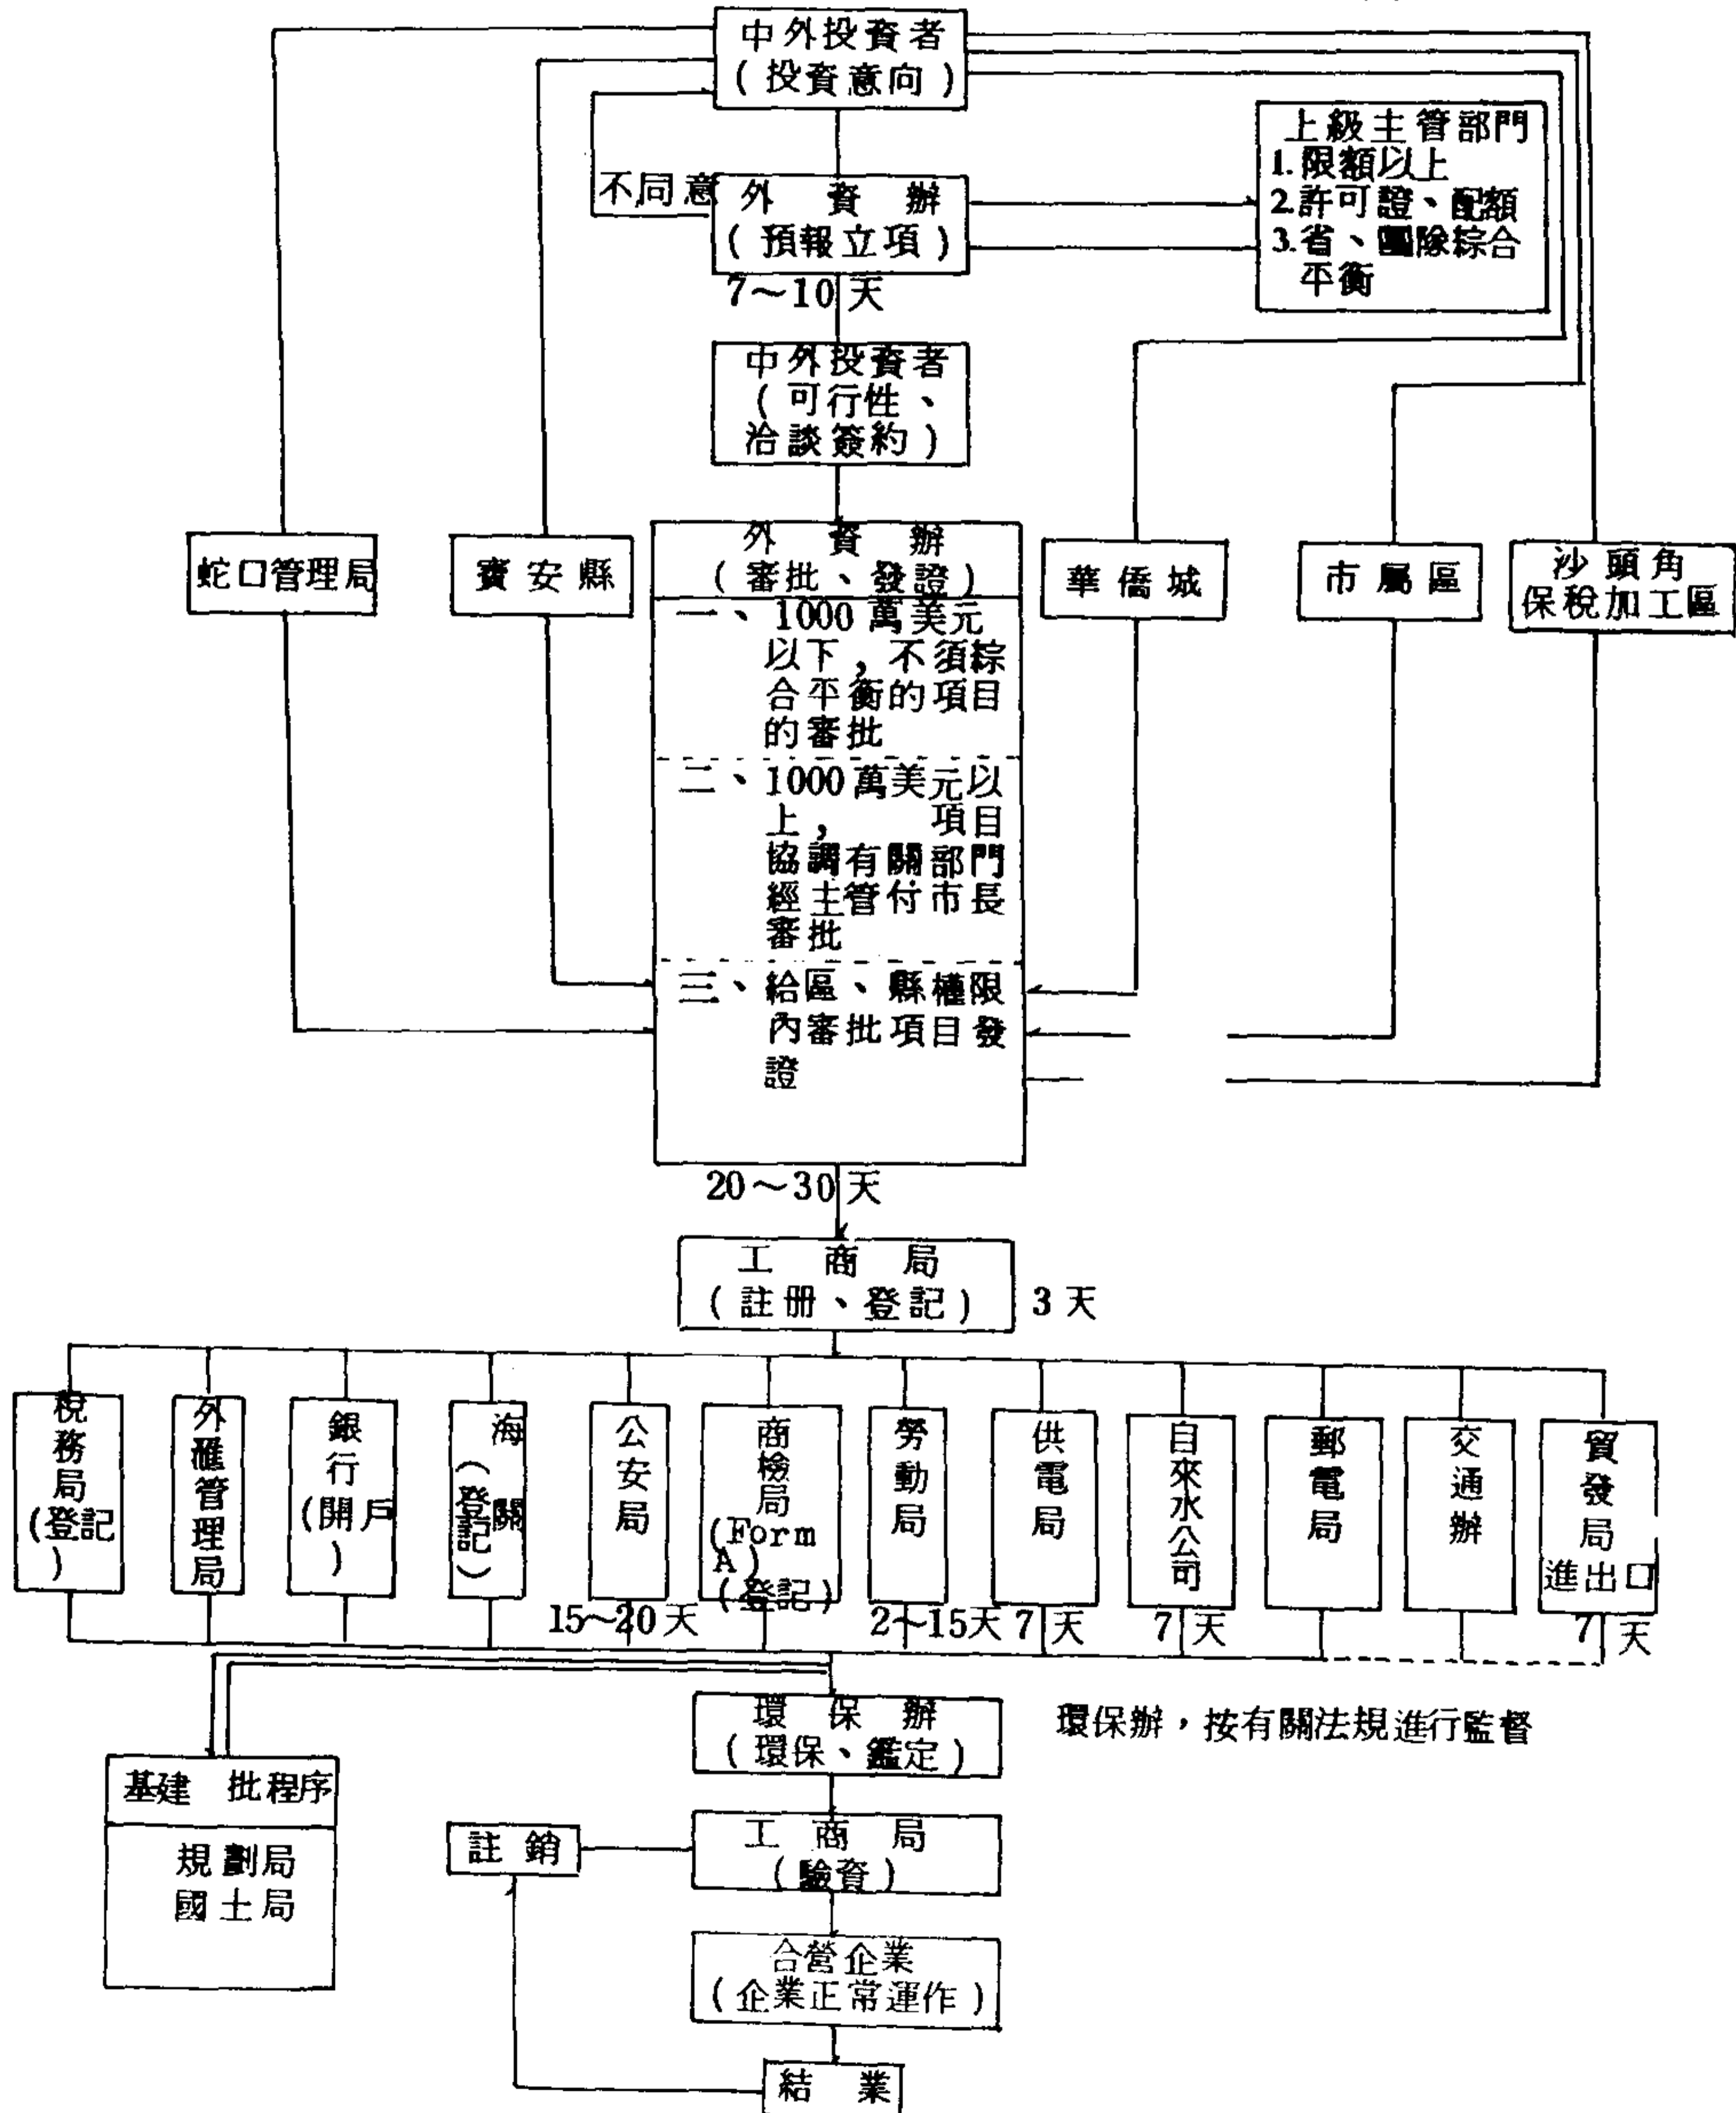 中外投資者
(投資意向)
上級主管部門
1.限額以上
2.許可證、配額
3.省、團隊綜合
平衡
不同意
外資辦
(預報立項)
7～10天
中外投資者
(可行性、
洽談簽約)
蛇口管理局
寶安縣
外資辦
(審批、發證)
一、1000萬美元
以下，不須綜
合平衡的項目
的審批
二、1000萬美元以
上，項目
協調有關部門
經主管付市長
審批
三、給區、縣權限
內審批項目發
證
華僑城
市屬區
沙頭角
保稅加工區
20～30天
工商局
(註冊、登記)
3天
稅務局
(登記)
外滙管理局
銀行
(開戶)
海關
(登記)
公安局
商檢局
(Form
A)
(登記)
勞動局
供電局
自來水公司
郵電局
交通辦
貿發局
進出口
15～20天
2～15天
7天
7天
7天
環保辦
(環保、鑑定)
環保辦，按有關法規進行監督
基建 批程序
規劃局
國土局
註銷
工商局
(驗資)
合營企業
(企業正常運作)
結業